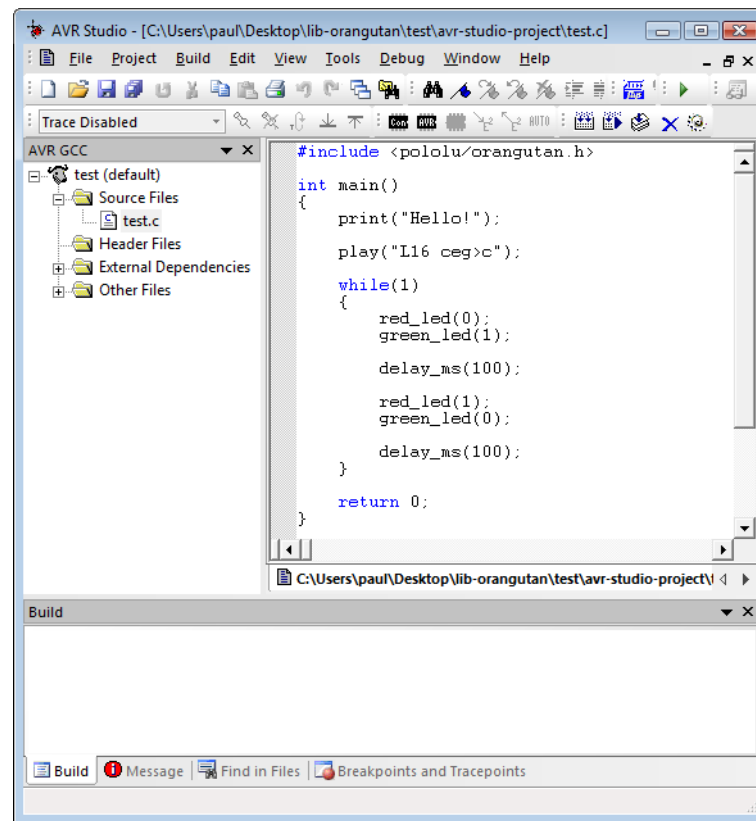 AVR Studio - [C:\Users\paul\Desktop\lib-orangutan\test\avr-studio-project\test.c]
File Project Build Edit View Tools Debug Window Help
Trace Disabled
Con AVR AUTO
AVR GCC
test (default)
Source Files
test.c
Header Files
External Dependencies
Other Files
#include <pololu/orangutan.h>
int main()
{
print("Hello!");
play("L16 ceg>c");
while(1)
{
red_led(0);
green_led(1);
delay_ms(100);
red_led(1);
green_led(0);
delay_ms(100);
}
return 0;
}
C:\Users\paul\Desktop\lib-orangutan\test\avr-studio-project\t
Build
Build Message Find in Files Breakpoints and Tracepoints